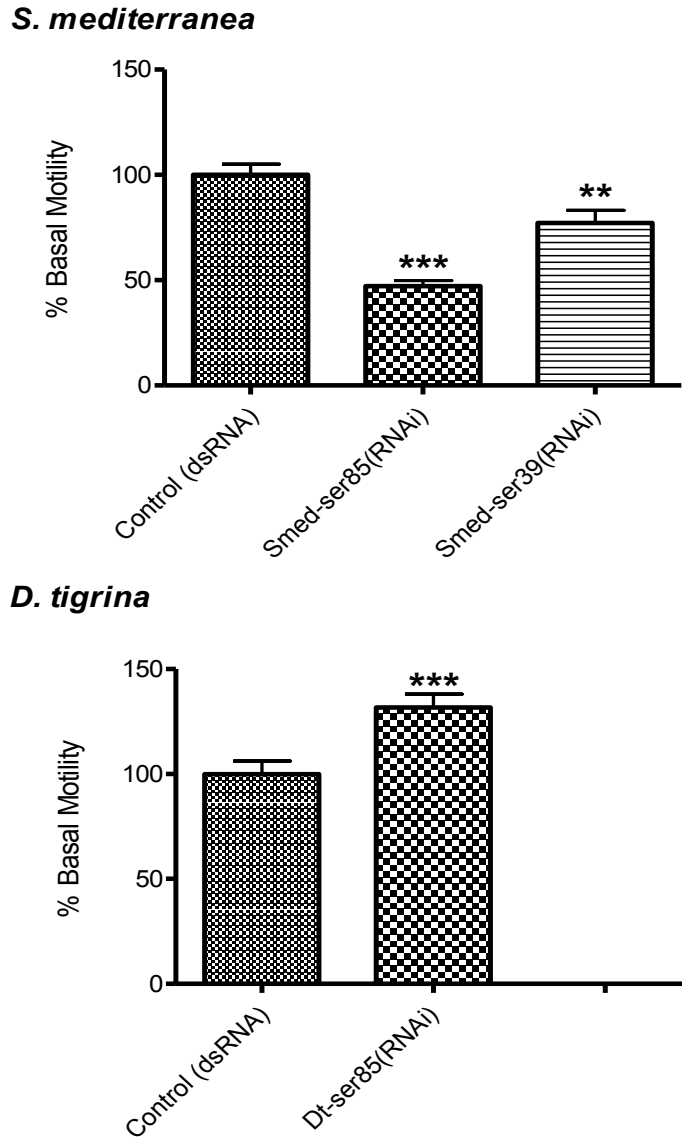 S. mediterranea
150
100
50
0
% Basal Motility
***
**
Control (dsRNA)
Smed-ser85(RNAi)
Smed-ser39(RNAi)
D. tigrina
150
100
50
0
% Basal Motility
***
Control (dsRNA)
Dt-ser85(RNAi)